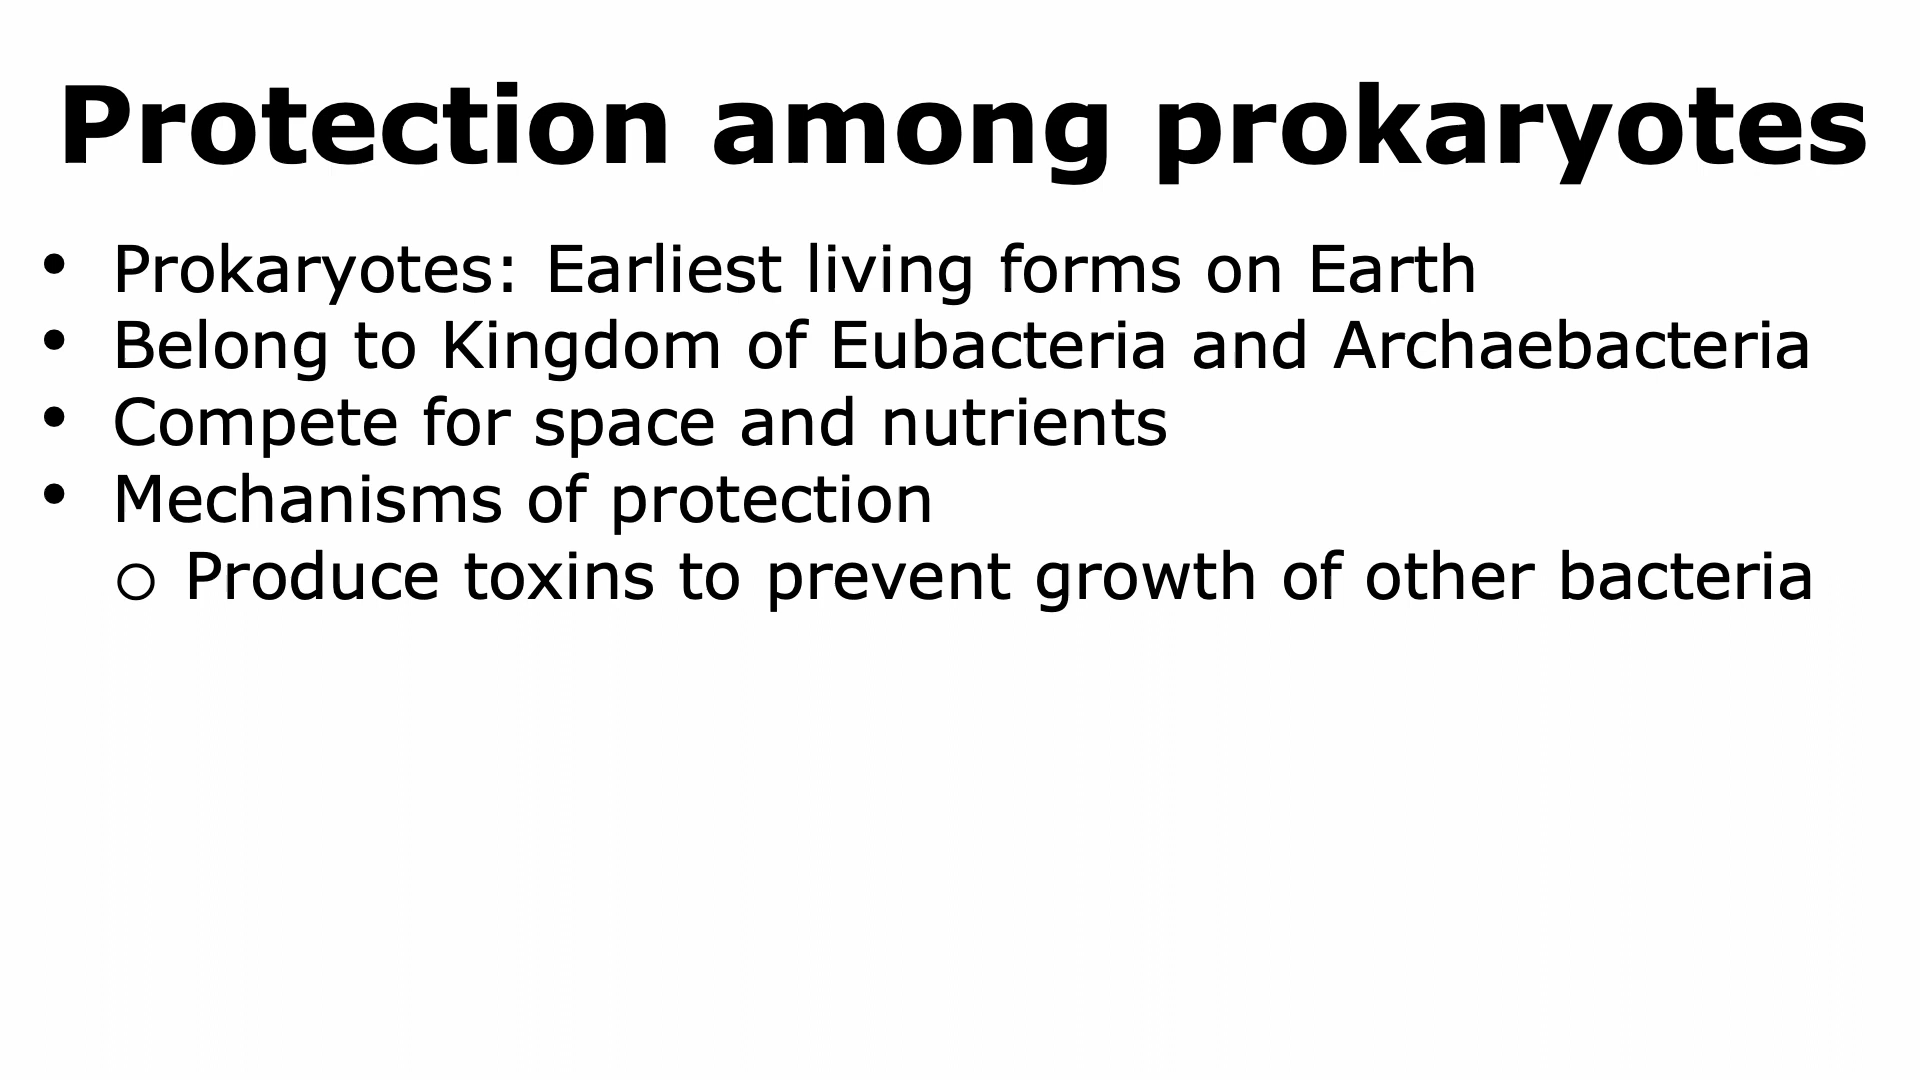 Protection among prokaryotes
• Prokaryotes: Earliest living forms on Earth
• Belong to Kingdom of Eubacteria and Archaebacteria
• Compete for space and nutrients
• Mechanisms of protection
○ Produce toxins to prevent growth of other bacteria